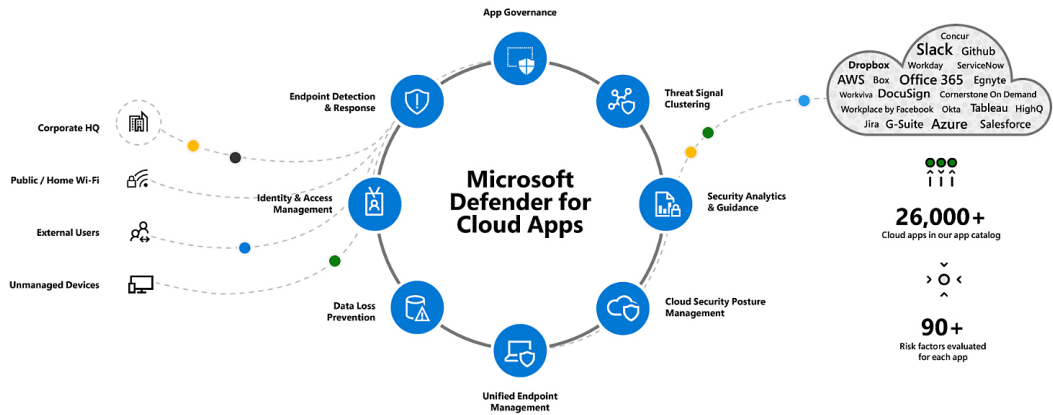 App Governance
Endpoint Detection
& Response
Threat Signal
Clustering
Corporate HQ
Public / Home Wi-Fi
External Users
Unmanaged Devices
Identity & Access
Management
Microsoft
Defender for
Cloud Apps
Security Analytics
& Guidance
Data Loss
Prevention
Cloud Security Posture
Management
Unified Endpoint
Management
Concur
Slack Github
Dropbox Workday ServiceNow
AWS Box Office 365 Egnyte
Workviva DocuSign Cornerstone On Demand
Workplace by Facebook Okta Tableau HighQ
Jira G-Suite Azure Salesforce
26,000+
Cloud apps in our app catalog
90+
Risk factors evaluated
for each app